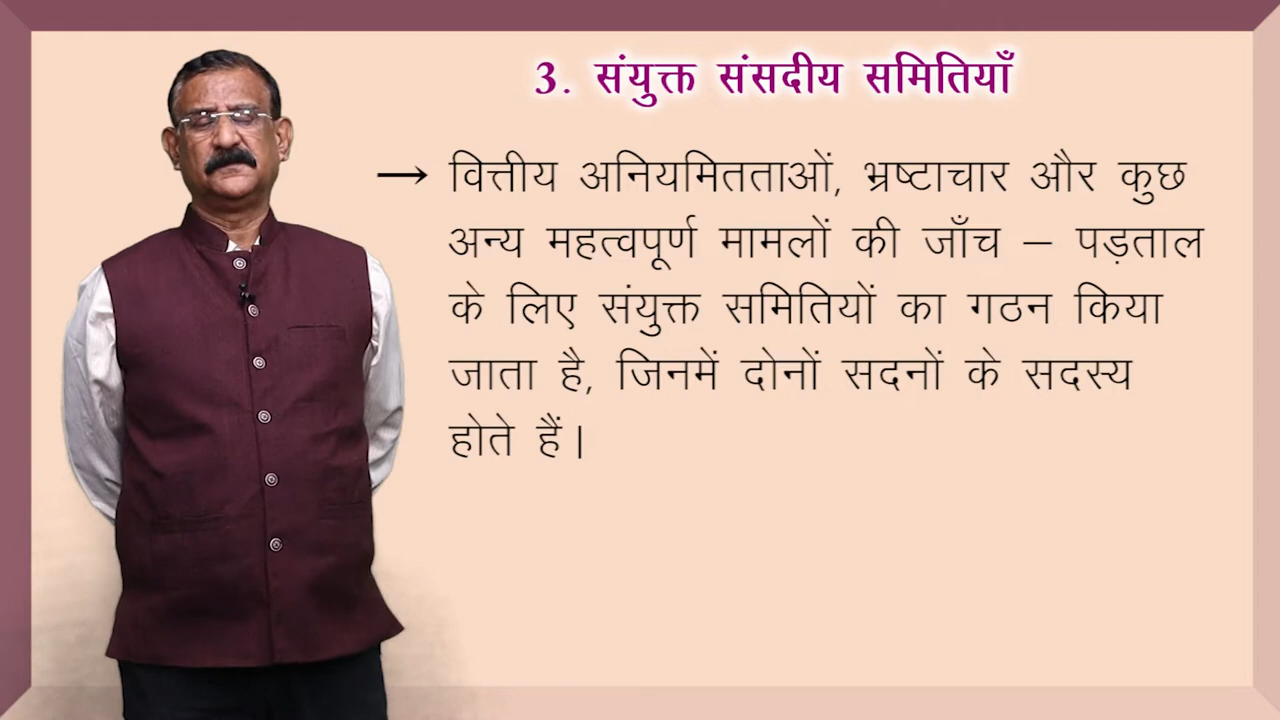 3. संयुक्त संसदीय समितियाँ
→ वित्तीय अनियमितताओं, भ्रष्टाचार और कुछ
अन्य महत्वपूर्ण मामलों की जाँच – पड़ताल
के लिए संयुक्त समितियों का गठन किया
जाता है, जिनमें दोनों सदनों के सदस्य
होते हैं।